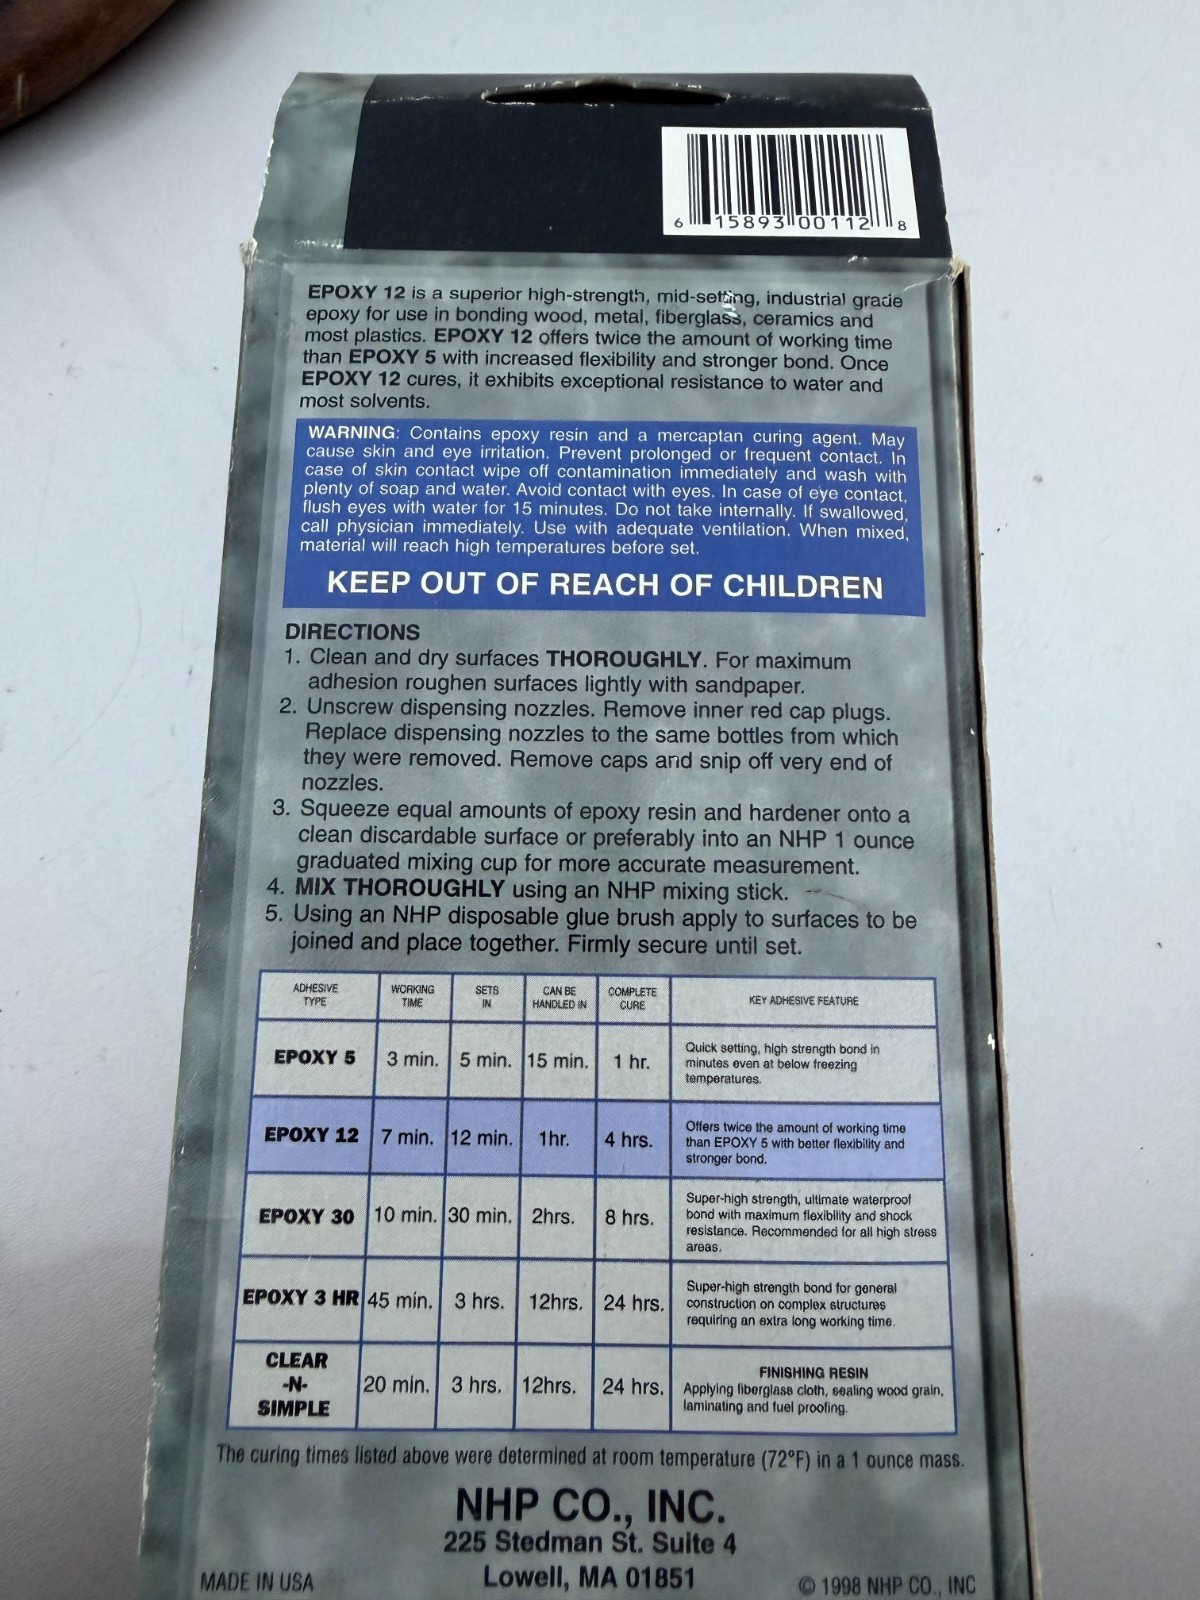 6 15893 00112 8
EPOXY 12 is a superior high-strength, mid-setting, industrial grade
epoxy for use in bonding wood, metal, fiberglass, ceramics and
most plastics. EPOXY 12 offers twice the amount of working time
than EPOXY 5 with increased flexibility and stronger bond. Once
EPOXY 12 cures, it exhibits exceptional resistance to water and
most solvents.
WARNING: Contains epoxy resin and a mercaptan curing agent. May
cause skin and eye irritation. Prevent prolonged or frequent contact. In
case of skin contact wipe off contamination immediately and wash with
plenty of soap and water. Avoid contact with eyes. In case of eye contact,
flush eyes with water for 15 minutes. Do not take internally. If swallowed,
call physician immediately. Use with adequate ventilation. When mixed,
material will reach high temperatures before set.
KEEP OUT OF REACH OF CHILDREN
DIRECTIONS
1. Clean and dry surfaces THOROUGHLY. For maximum
adhesion roughen surfaces lightly with sandpaper.
2. Unscrew dispensing nozzles. Remove inner red cap plugs.
Replace dispensing nozzles to the same bottles from which
they were removed. Remove caps and snip off very end of
nozzles.
3. Squeeze equal amounts of epoxy resin and hardener onto a
clean discardable surface or preferably into an NHP 1 ounce
graduated mixing cup for more accurate measurement.
4. MIX THOROUGHLY using an NHP mixing stick.
5. Using an NHP disposable glue brush apply to surfaces to be
joined and place together. Firmly secure until set.
ADHESIVE TYPE WORKING TIME SETS IN CAN BE HANDLED IN COMPLETE CURE KEY ADHESIVE FEATURE
EPOXY 5 3 min. 5 min. 15 min. 1 hr. Quick setting, high strength bond in
minutes even at below freezing
temperatures.
EPOXY 12 7 min. 12 min. 1hr. 4 hrs. Offers twice the amount of working time
than EPOXY 5 with better flexibility and
stronger bond.
EPOXY 30 10 min. 30 min. 2hrs. 8 hrs. Super-high strength, ultimate waterproof
bond with maximum flexibility and shock
resistance. Recommended for all high stress
areas.
EPOXY 3 HR 45 min. 3 hrs. 12hrs. 24 hrs. Super-high strength bond for general
construction on complex structures
requiring an extra long working time.
CLEAR
-N-
SIMPLE 20 min. 3 hrs. 12hrs. 24 hrs. FINISHING RESIN
Applying fiberglass cloth, sealing wood grain,
laminating and fuel proofing.
The curing times listed above were determined at room temperature (72°F) in a 1 ounce mass.
NHP CO., INC.
225 Stedman St. Suite 4
Lowell, MA 01851
MADE IN USA © 1998 NHP CO., INC